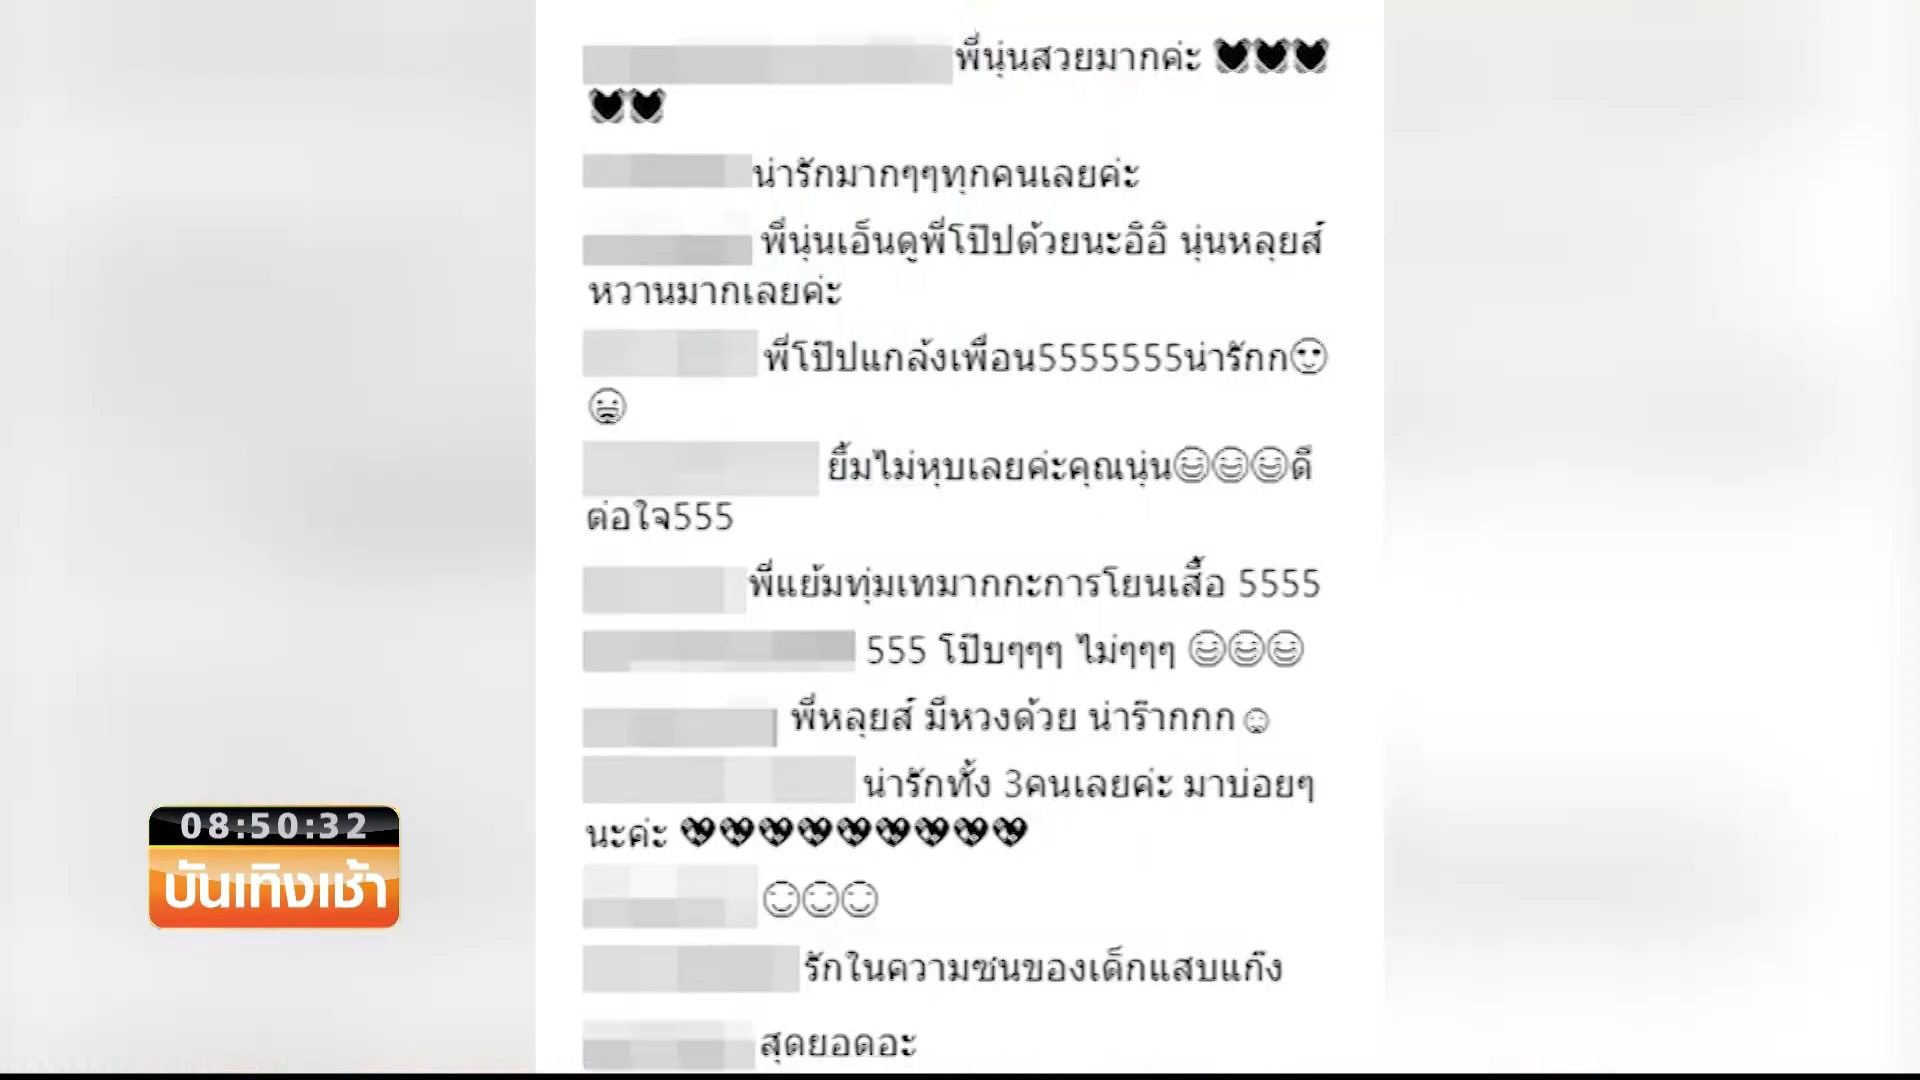 พี่นุ่นสวยมากค่ะ 💓💓💓
💓💓
น่ารักมากๆๆทุกคนเลยค่ะ
พี่นุ่นเอ็นดูพี่โป๊ปด้วยนะอิอิ นุ่นหลุยส์
หวานมากเลยค่ะ
พี่โป๊ปแกล้งเพื่อน5555555น่ารักก😍
😂
ยิ้มไม่หุบเลยค่ะคุณนุ่น😄😄😄ดี
ต่อใจ555
พี่แย้มทุ่มเทมากกะการโยนเสื้อ 5555
555 โป๊บๆๆๆ ไม่ๆๆๆ 😄😄😄
พี่หลุยส์ มีหวงด้วย น่าร๊ากกก☺
น่ารักทั้ง 3คนเลยค่ะ มาบ่อยๆ
นะค่ะ 💖💖💖💖💖💖💖💖💖
08:50:32
บันเทิงเช้า
😊😊😊
รักในความซนของเด็กแสบแก๊ง
สุดยอดอะ